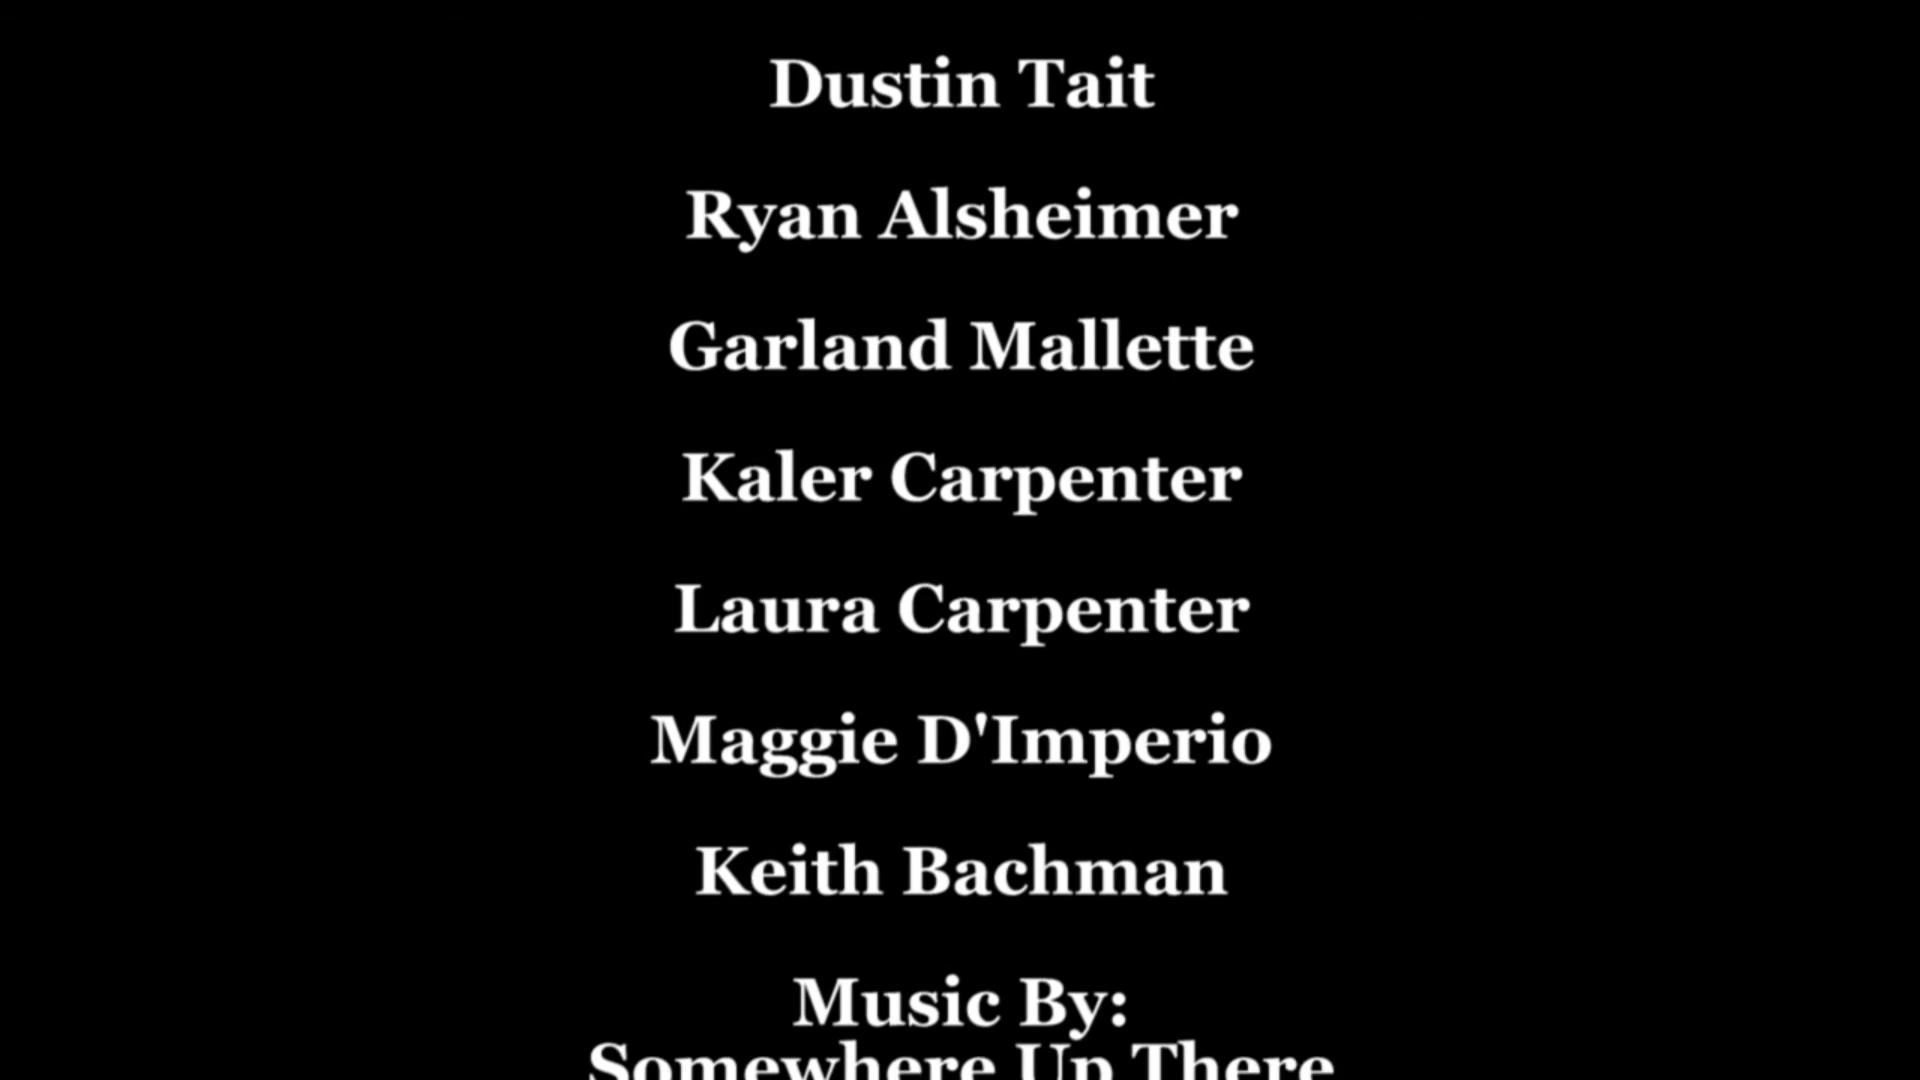 Dustin Tait
Ryan Alsheimer
Garland Mallette
Kaler Carpenter
Laura Carpenter
Maggie D'Imperio
Keith Bachman
Music By:
Somewhere Up There